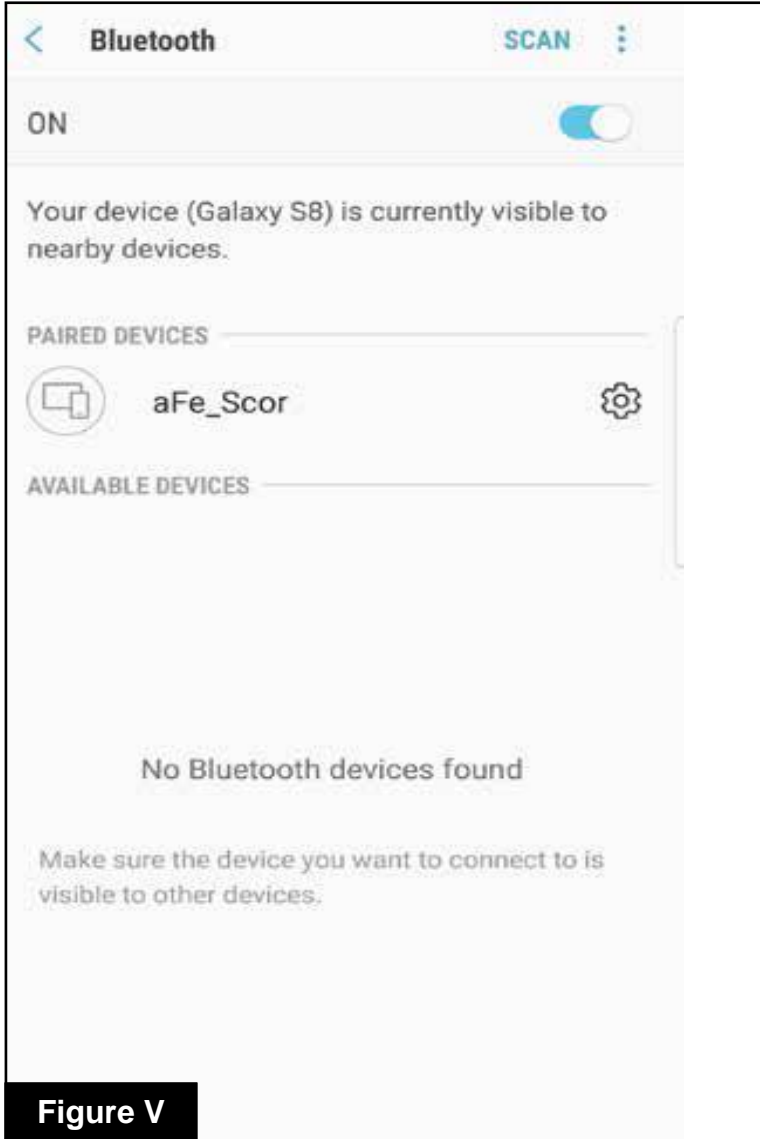 Bluetooth SCAN
ON
Your device (Galaxy S8) is currently visible to
nearby devices.
PAIRED DEVICES
aFe_Scor
AVAILABLE DEVICES
No Bluetooth devices found
Make sure the device you want to connect to is
visible to other devices.
Figure V